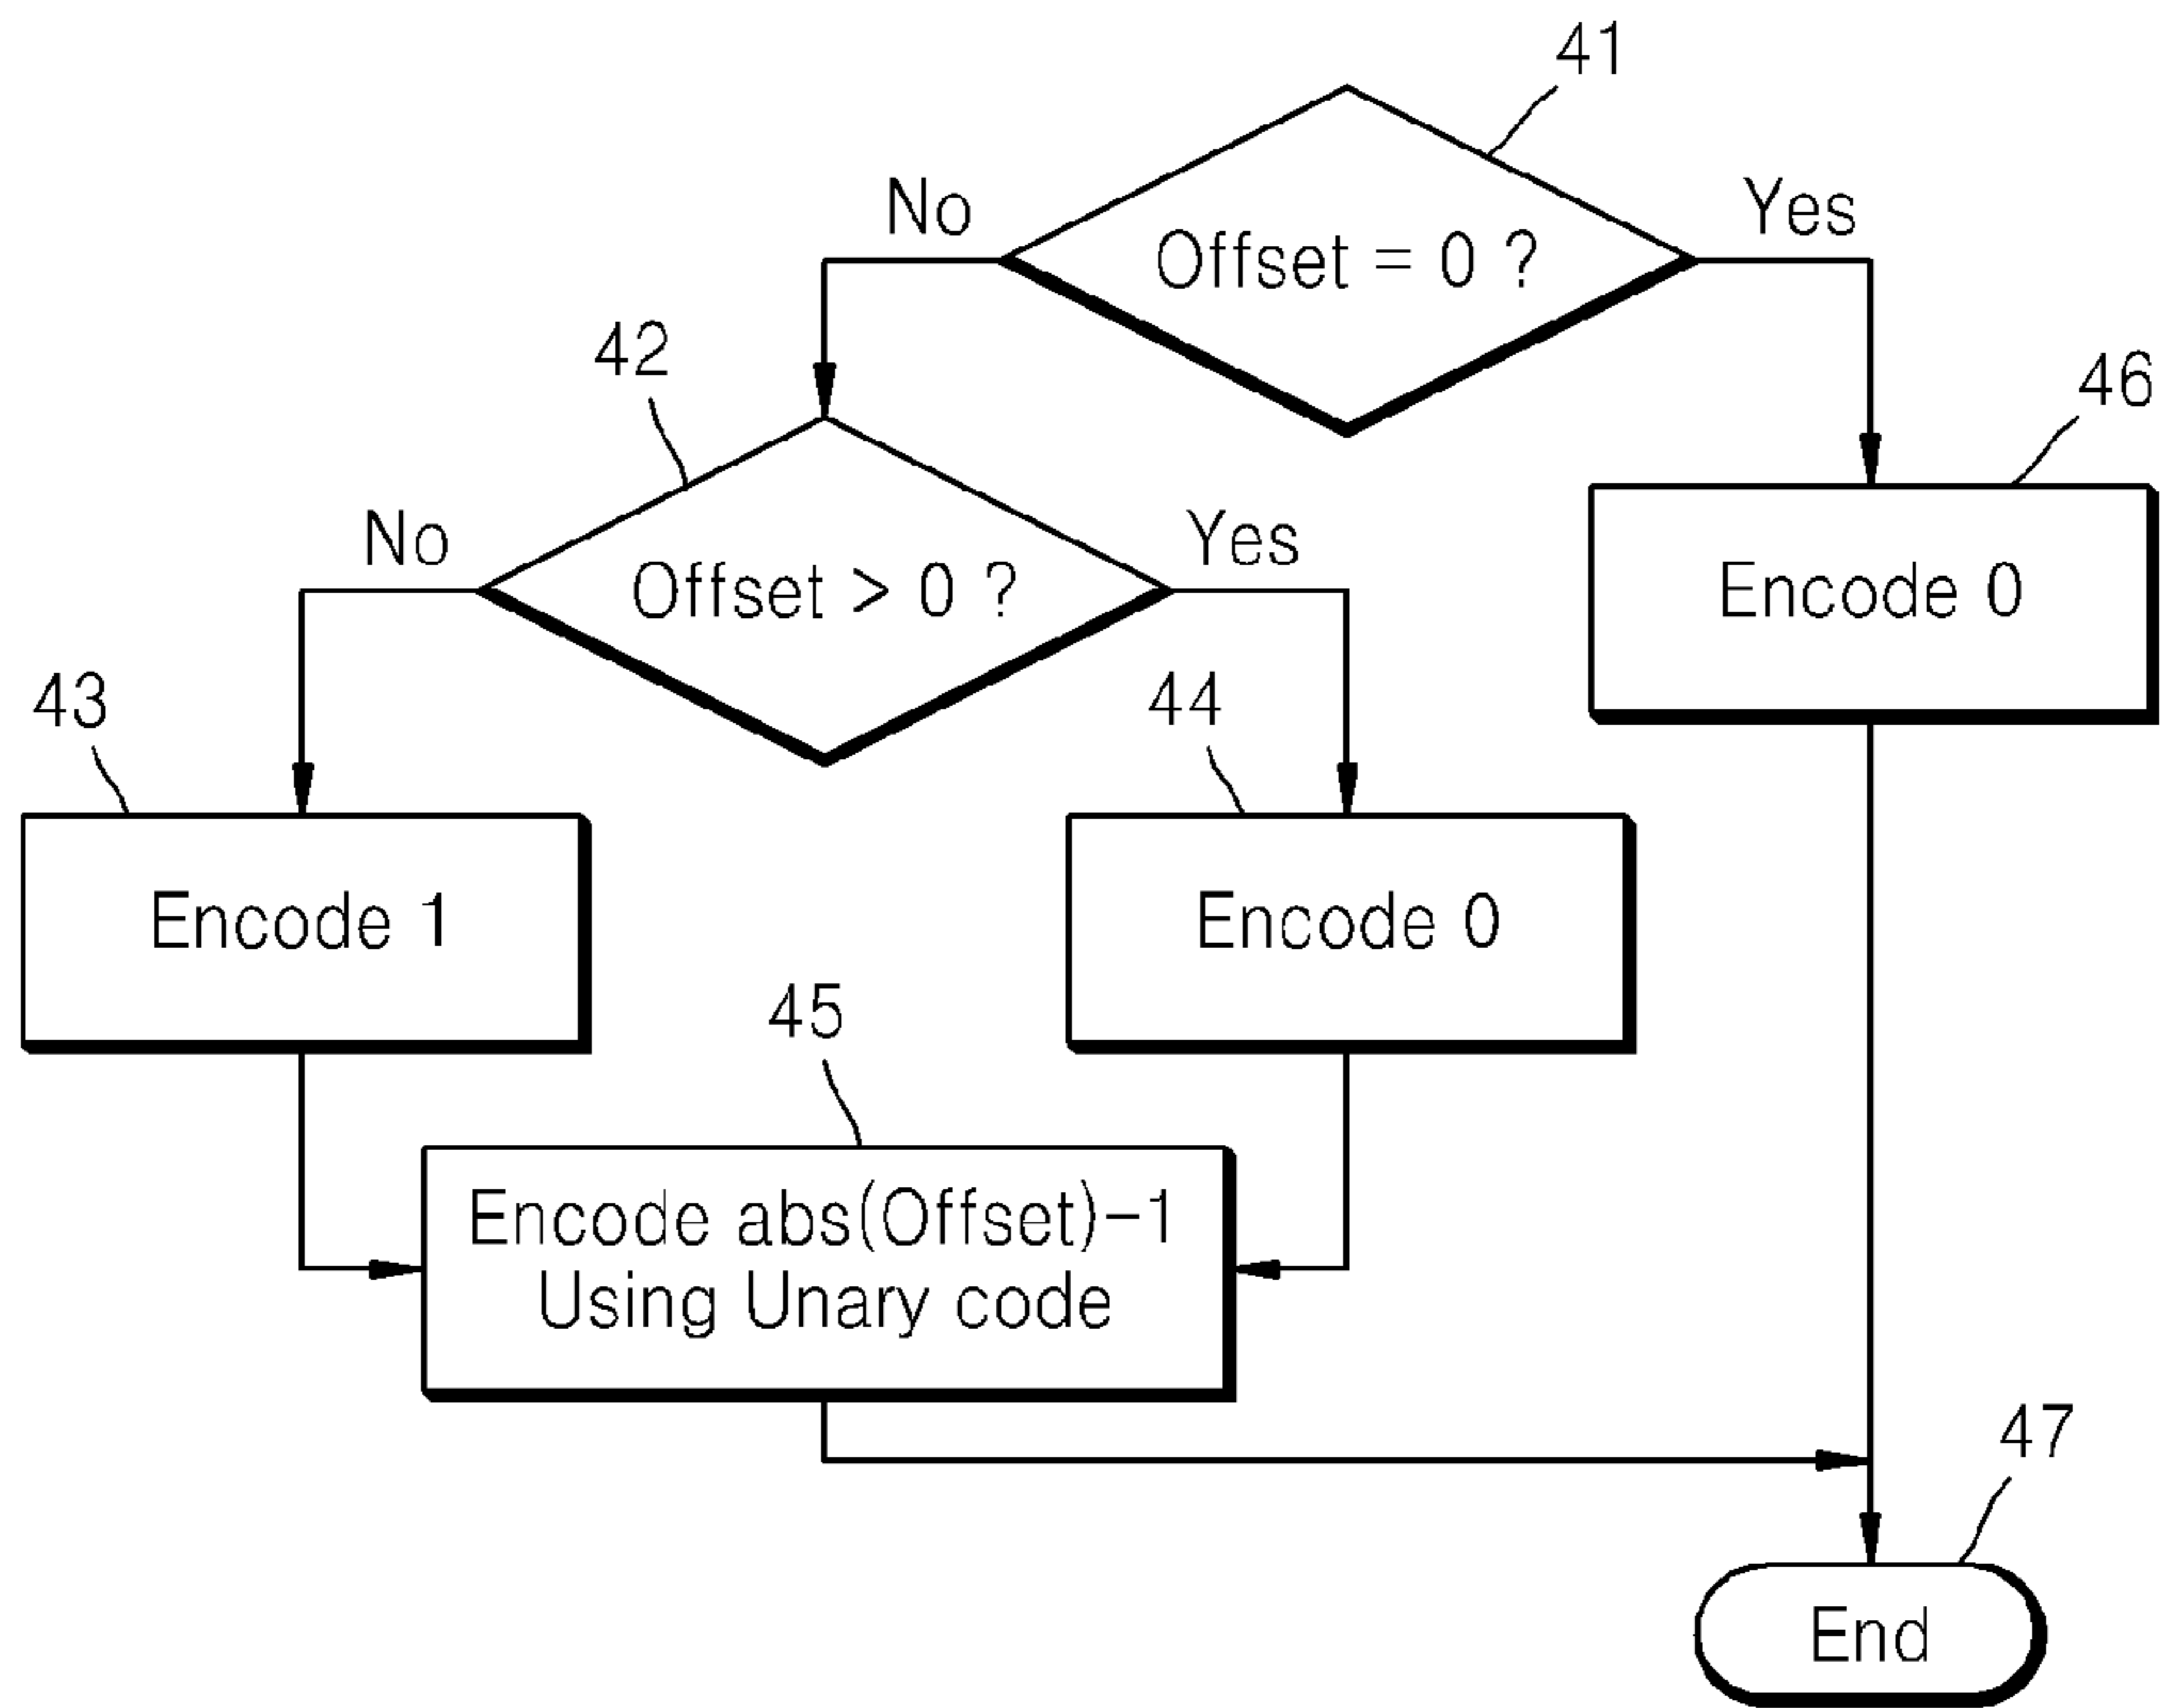 41
No
Yes
Offset = 0 ?
42
46
No
Yes
Offset > 0 ?
Encode 0
43
44
Encode 1
Encode 0
45
Encode abs(Offset)-1
Using Unary code
47
End